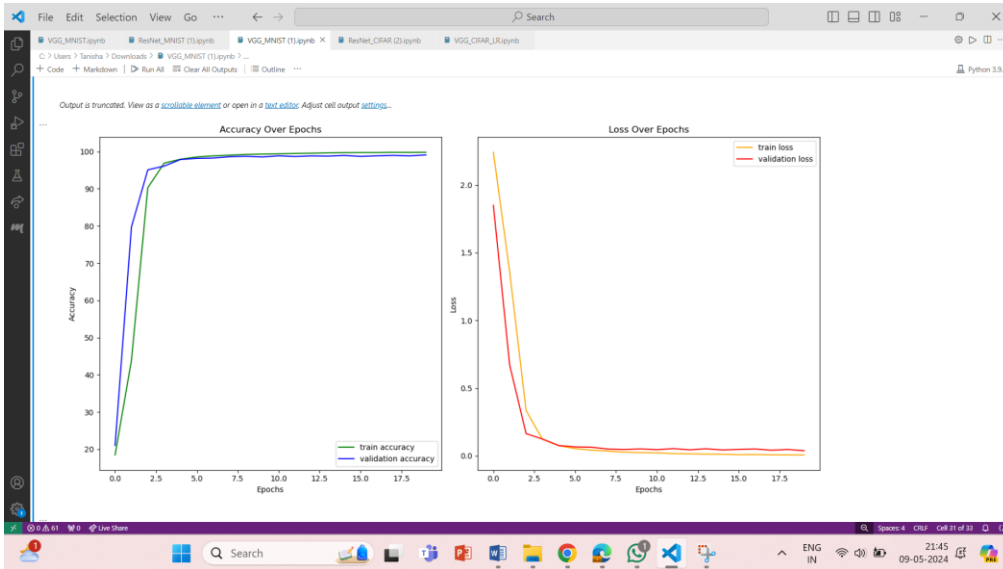 File Edit Selection View Go ··· ← → Search
VGG_MNIST.ipynb ResNet_MNIST (1).ipynb VGG_MNIST (1).ipynb × ResNet_CIFAR (2).ipynb VGG_CIFAR_LR.ipynb
C: > Users > Tanisha > Downloads > VGG_MNIST (1).ipynb > ...
+ Code + Markdown | Run All Clear All Outputs | Outline ··· Python 3.9.
Output is truncated. View as a scrollable element or open in a text editor. Adjust cell output settings...
...
Accuracy Over Epochs
100
90
80
70
60
50
40
30
20
Accuracy
train accuracy
validation accuracy
0.0 2.5 5.0 7.5 10.0 12.5 15.0 17.5
Epochs
Loss Over Epochs
train loss
validation loss
2.0
1.5
1.0
0.5
0.0
Loss
0.0 2.5 5.0 7.5 10.0 12.5 15.0 17.5
Epochs
...
0 61 0 Live Share Spaces: 4 CRLF Cell 31 of 33
1 Search 1 ENG 21:45 PRE
IN 09-05-2024